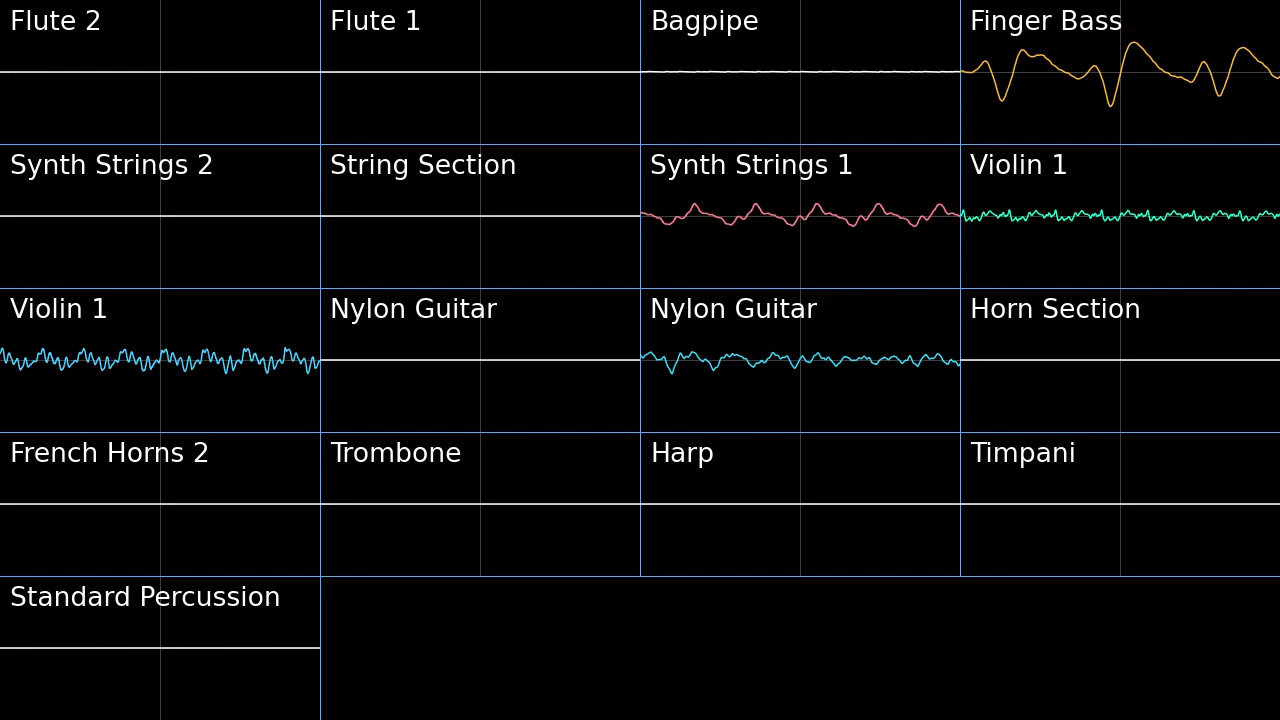 Flute 2
Flute 1
Bagpipe
Finger Bass
Synth Strings 2
String Section
Synth Strings 1
Violin 1
Violin 1
Nylon Guitar
Nylon Guitar
Horn Section
French Horns 2
Trombone
Harp
Timpani
Standard Percussion